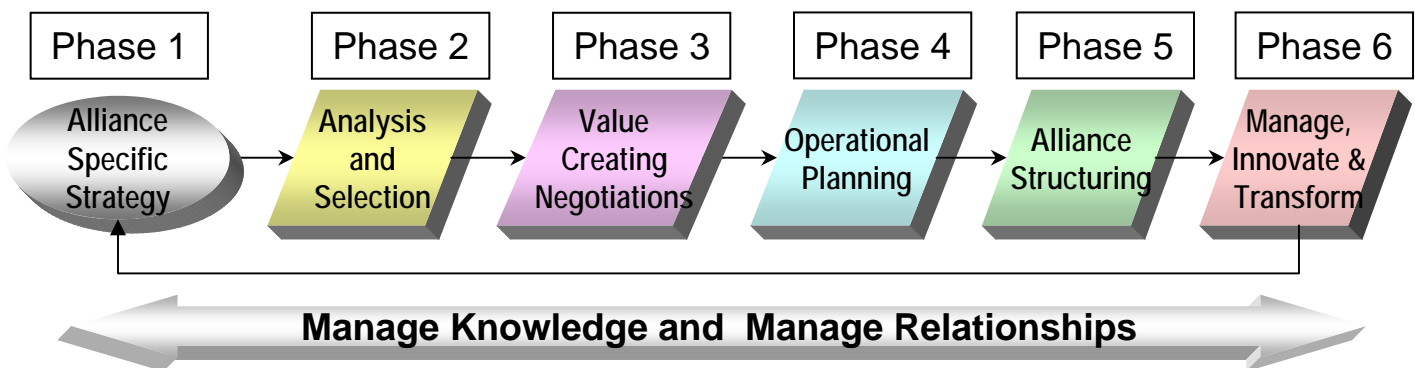 Phase 1
Phase 2
Phase 3
Phase 4
Phase 5
Phase 6
Alliance
Specific
Strategy
Analysis
and
Selection
Value
Creating
Negotiations
Operational
Planning
Alliance
Structuring
Manage,
Innovate &
Transform
Manage Knowledge and Manage Relationships